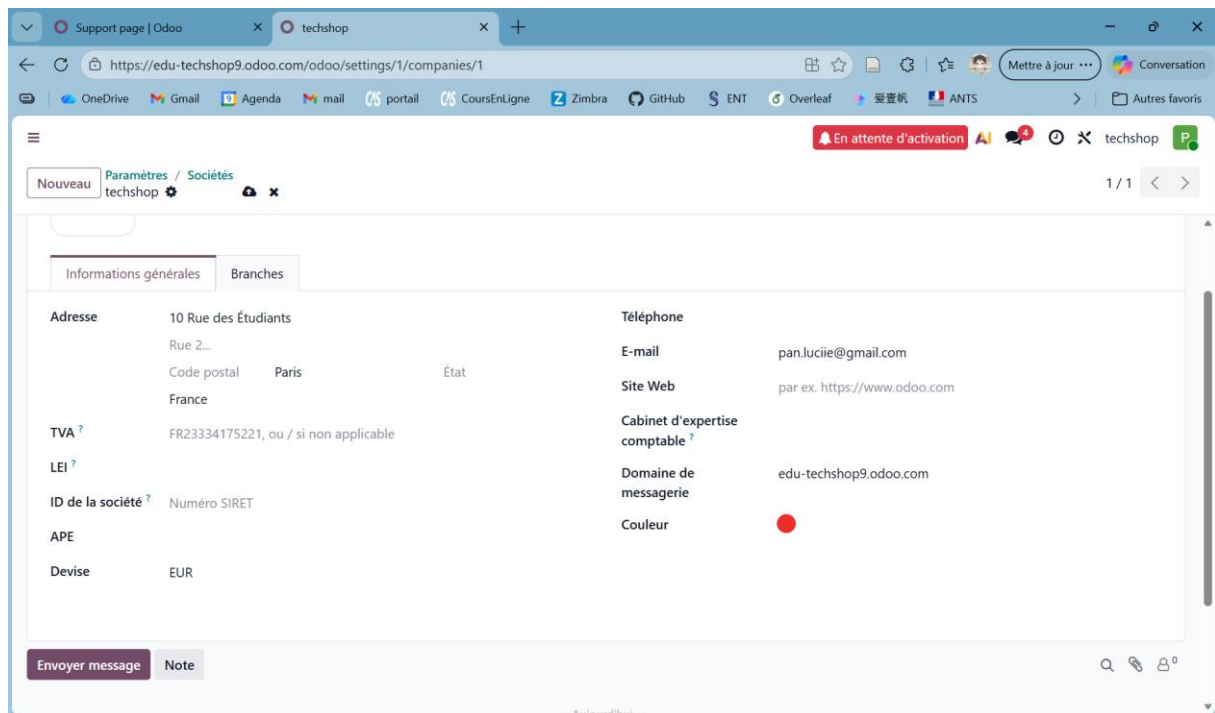 Support page | Odoo
techshop
https://edu-techshop9.odoo.com/odoo/settings/1/companies/1
Mettre à jour ...
Conversation
OneDrive Gmail Agenda mail portail CoursEnLigne Zimbra GitHub ENT Overleaf 爱壹帆 ANTS Autres favoris
En attente d'activation AI 4 techshop P
Nouveau
Paramètres / Sociétés
techshop
1 / 1
Informations générales Branches
Adresse 10 Rue des Étudiants
Rue 2...
Code postal Paris État
France
TVA ? FR23334175221, ou / si non applicable
LEI ?
ID de la société ? Numéro SIRET
APE
Devise EUR
Téléphone
E-mail pan.luciie@gmail.com
Site Web par ex. https://www.odoo.com
Cabinet d'expertise
comptable ?
Domaine de edu-techshop9.odoo.com
messagerie
Couleur
Envoyer message Note 0